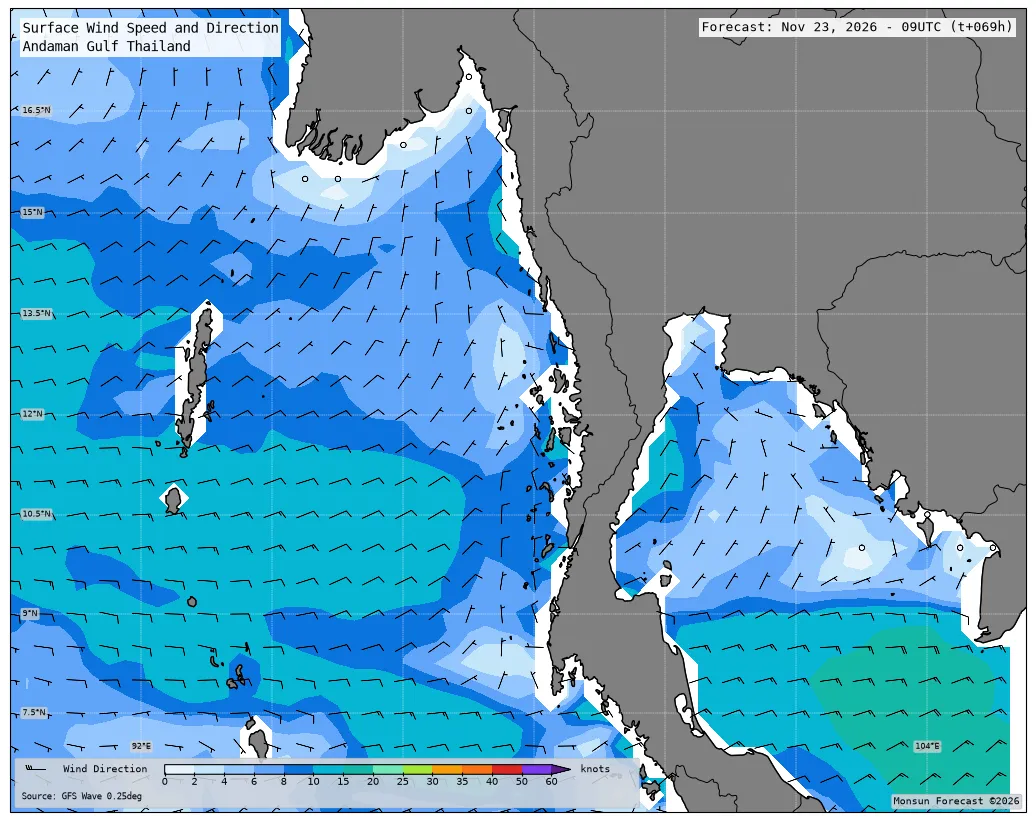 Surface Wind Speed and Direction
Andaman Gulf Thailand
Forecast: Nov 23, 2026 - 09UTC (t+069h)
16.5°N
15°N
13.5°N
12°N
10.5°N
9°N
7.5°N
92°E
104°E
Wind Direction
0 2 4 6 8 10 15 20 25 30 35 40 50 60
knots
Source: GFS Wave 0.25deg
Monsun Forecast ©2026